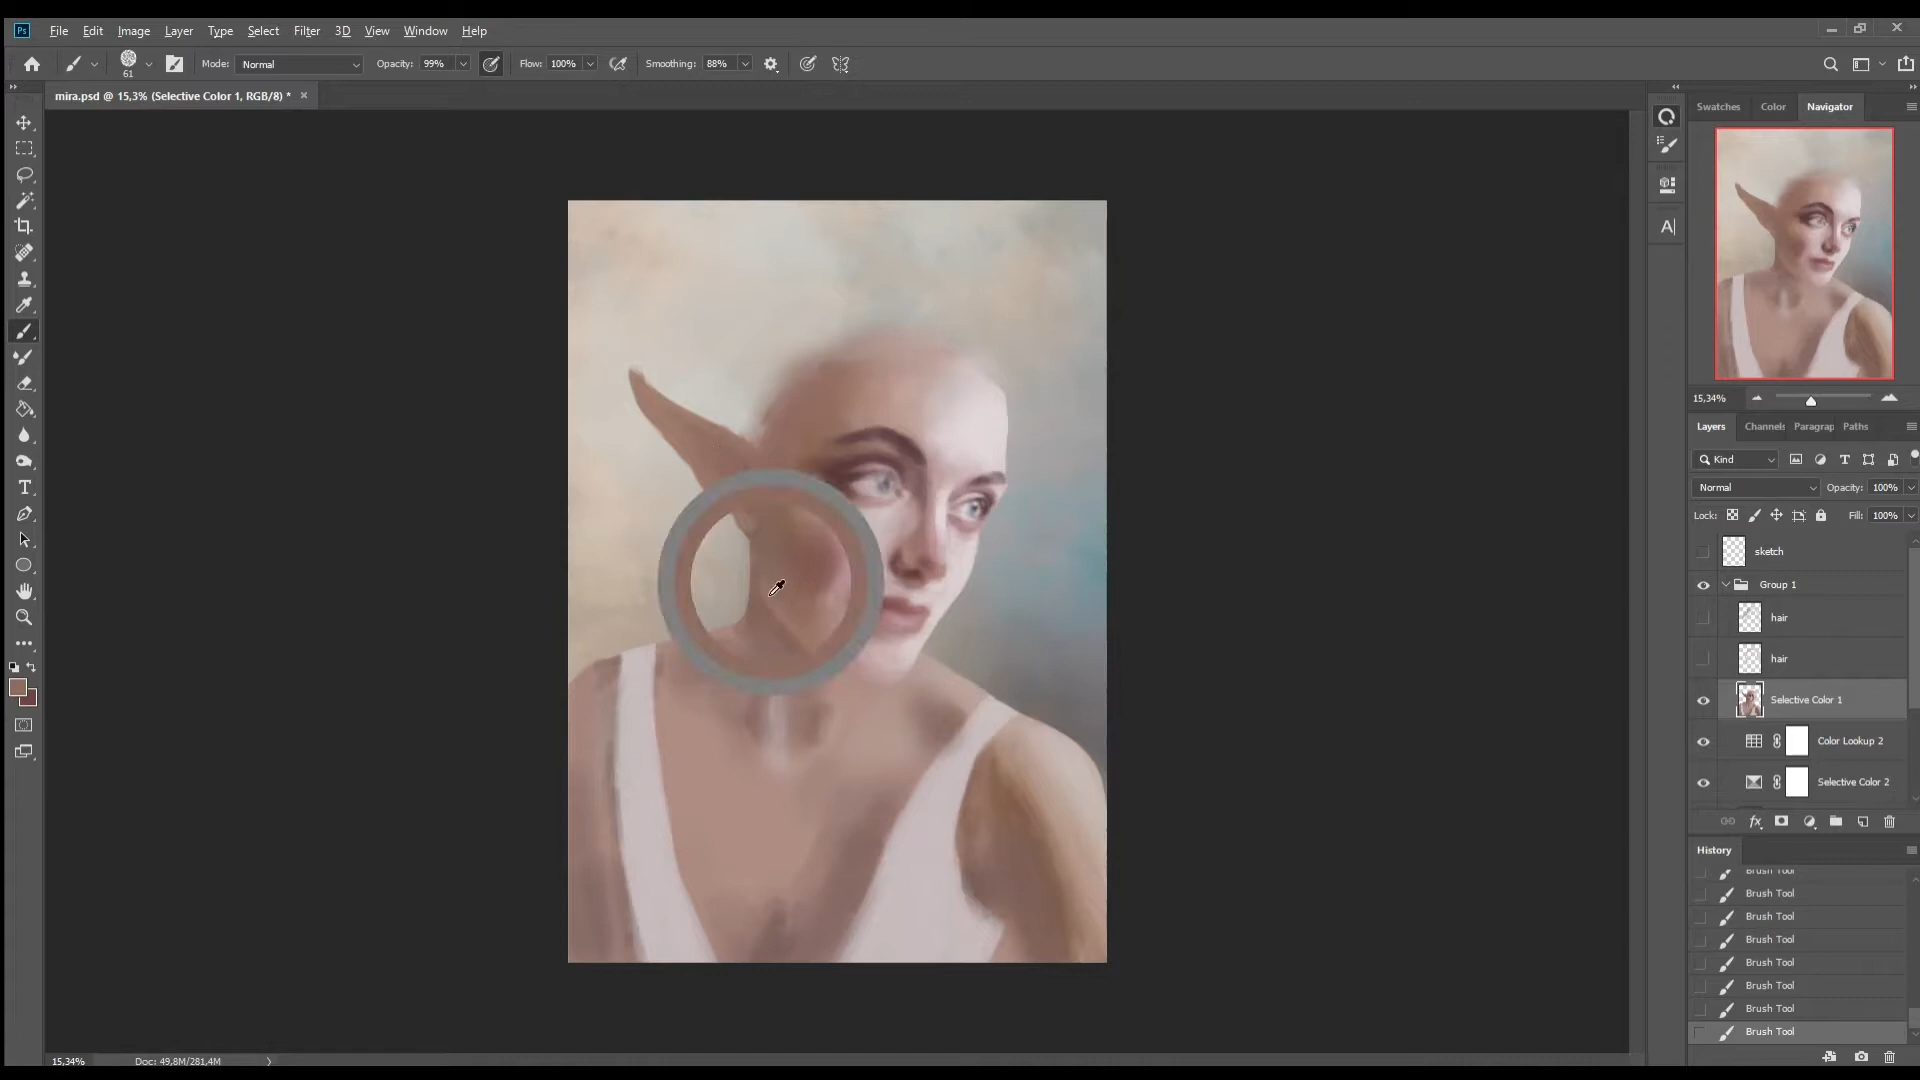 Ps File Edit Image Layer Type Select Filter 3D View Window Help
61 Mode: Normal Opacity: 99% Flow: 100% Smoothing: 88%
mira.psd @ 15,3% (Selective Color 1, RGB/8) *
Swatches Color Navigator
15,34%
Layers Channels Paragrap Paths
Kind
Normal Opacity: 100%
Lock: Fill: 100%
sketch
Group 1
hair
hair
Selective Color 1
Color Lookup 2
Selective Color 2
fx
History
Brush Tool
Brush Tool
Brush Tool
Brush Tool
Brush Tool
Brush Tool
Brush Tool
Brush Tool
15,34% Doc: 49,8M/281,4M